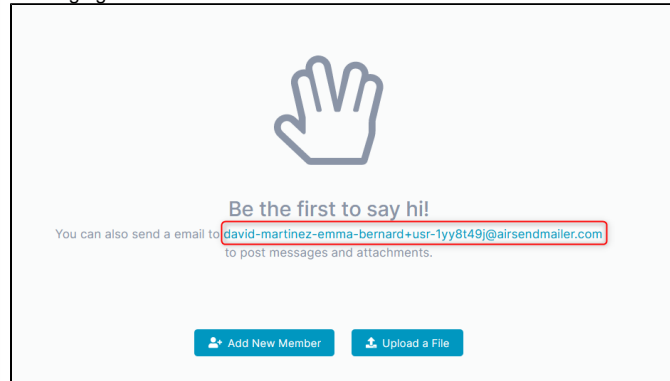 Be the first to say hi!
You can also send a email to david-martinez-emma-bernard+usr-1yy8t49j@airsendmailer.com
to post messages and attachments.
Add New Member
Upload a File